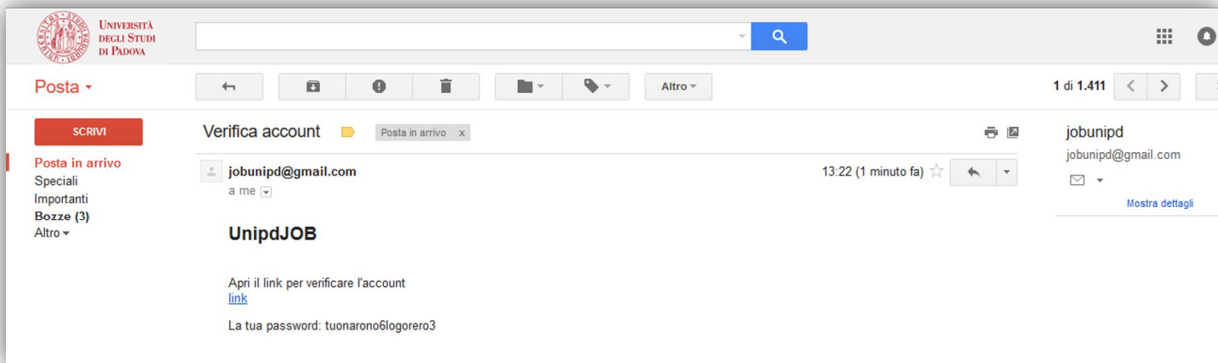 UNIVERSITÀ
DEGLI STUDI
DI PADOVA
Posta
Altro
1 di 1.411
SCRIVI
Verifica account
Posta in arrivo x
jobunipd
jobunipd@gmail.com
Posta in arrivo
Speciali
Importanti
Bozze (3)
Altro
jobunipd@gmail.com
13:22 (1 minuto fa)
a me
Mostra dettagli
UnipdJOB
Apri il link per verificare l'account
link
La tua password: tuonarono6logorero3